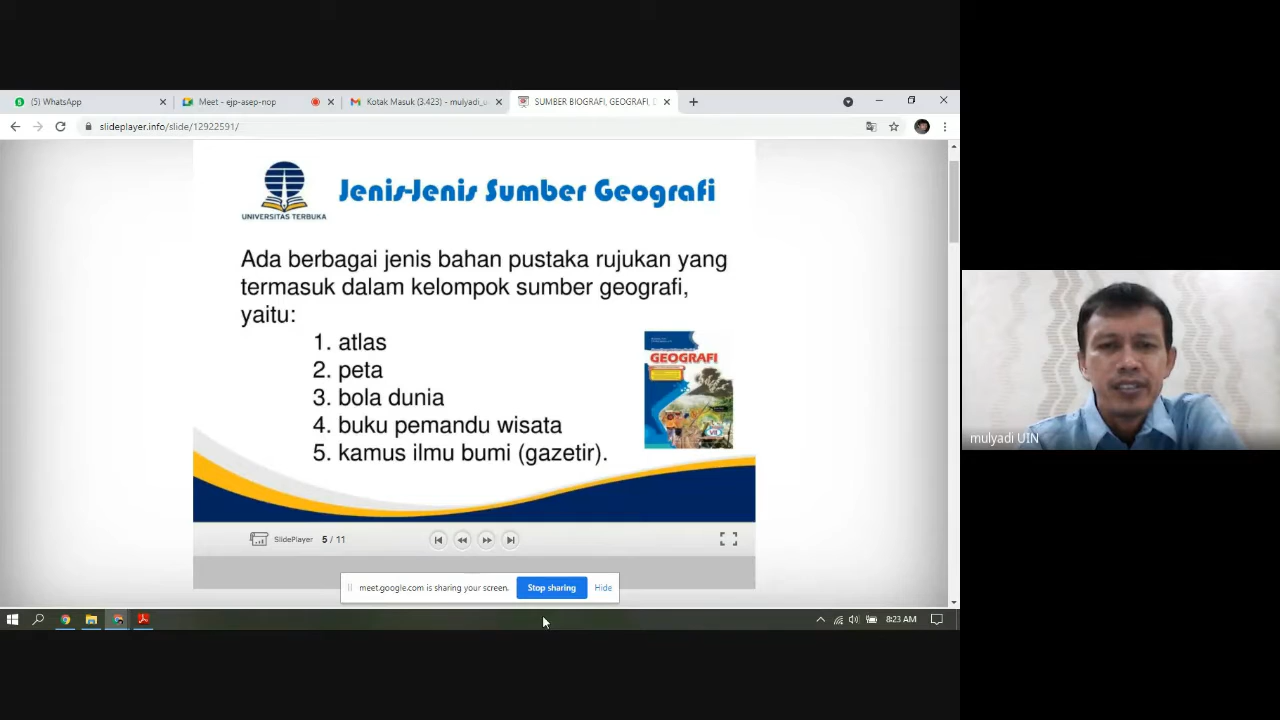 (5) WhatsApp
Meet - ejp-asep-nop
Kotak Masuk (3.423) - mulyadi_u
SUMBER BIOGRAFI, GEOGRAFI, D
slideplayer.info/slide/12922591/
UNIVERSITAS TERBUKA
Jenis-Jenis Sumber Geografi
Ada berbagai jenis bahan pustaka rujukan yang
termasuk dalam kelompok sumber geografi,
yaitu:
1. atlas
2. peta
3. bola dunia
4. buku pemandu wisata
5. kamus ilmu bumi (gazetir).
GEOGRAFI
VII
SlidePlayer 5 / 11
meet.google.com is sharing your screen.
Stop sharing
Hide
8:23 AM
mulyadi UIN